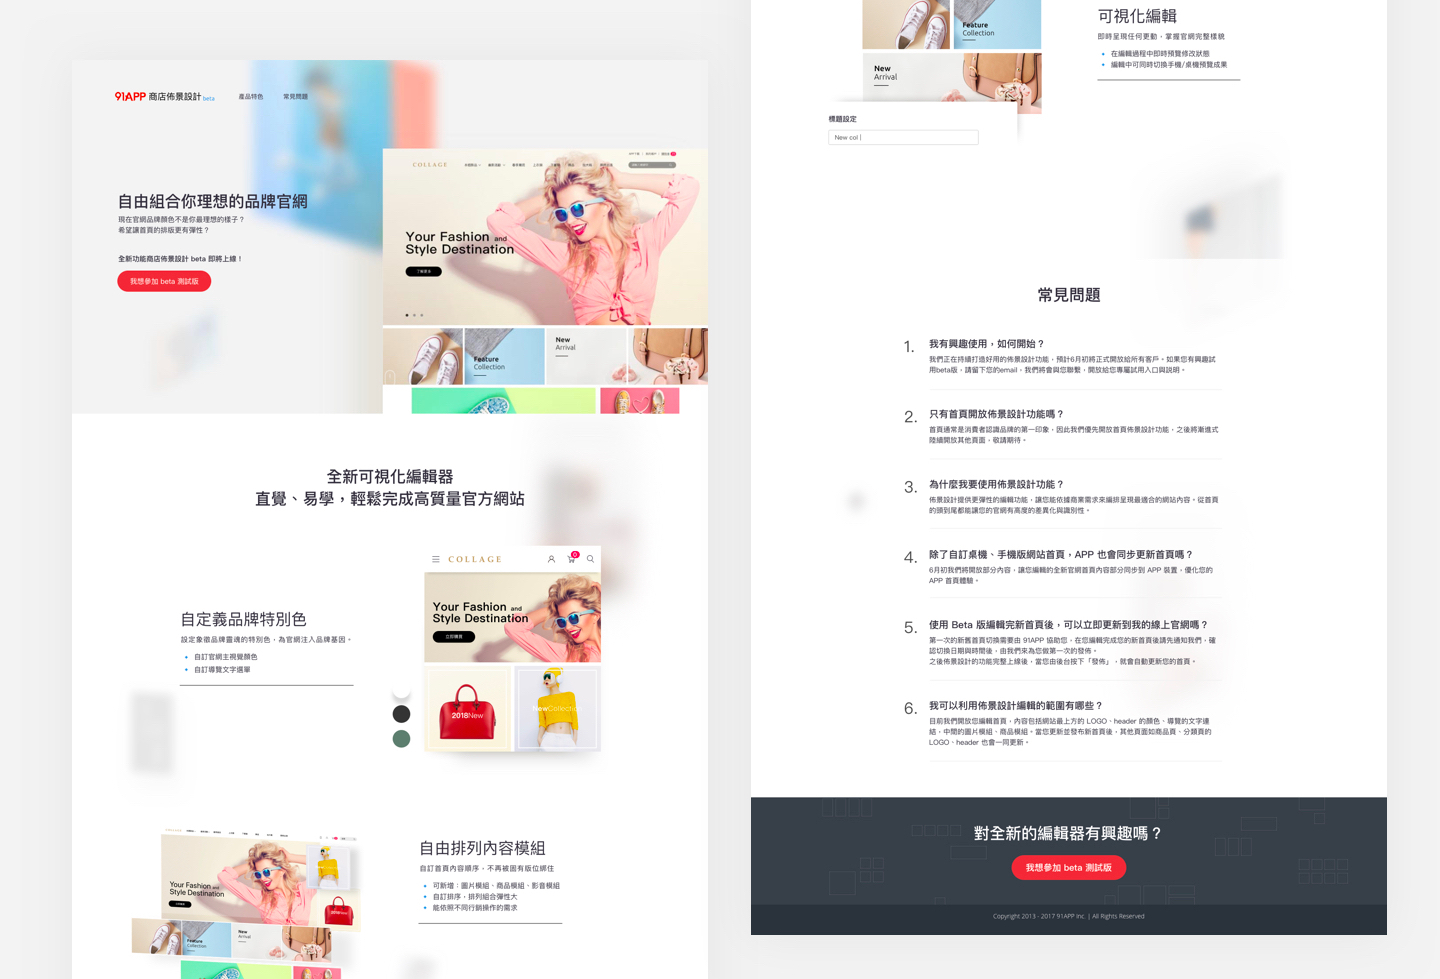 91APP 商店佈景設計 beta
產品特色
常見問題
自由組合你理想的品牌官網
現在官網品牌顏色不是你最理想的樣子？
希望讓首頁的排版更有彈性？
全新功能商店佈景設計 beta 即將上線！
我想參加 beta 測試版
COLLAGE
Your Fashion and
Style Destination
了解更多
Feature
Collection
New
Arrival
全新可視化編輯器
直覺、易學，輕鬆完成高質量官方網站
自定義品牌特別色
設定象徵品牌靈魂的特別色，為官網注入品牌基因。
自訂官網主視覺顏色
自訂導覽文字選單
COLLAGE
0
Your Fashion and
Style Destination
立即購買
2018New
NewCollection
Your Fashion and
Style Destination
2018New
Feature
Collection
New
Arrival
自由排列內容模組
自訂首頁內容順序，不再被固有版位綁住
可新增：圖片模組、商品模組、影音模組
自訂排序，排列組合彈性大
能依照不同行銷操作的需求
Feature
Collection
New
Arrival
標題設定
New col |
可視化編輯
即時呈現任何更動，掌握官網完整樣貌
在編輯過程中即時預覽修改狀態
編輯中可同時切換手機/桌機預覽成果
常見問題
1. 我有興趣使用，如何開始？
我們正在持續打造好用的佈景設計功能，預計6月初將正式開放給所有客戶。如果您有興趣試
用beta版，請留下您的email，我們將會與您聯繫，開放給您專屬試用入口與說明。
2. 只有首頁開放佈景設計功能嗎？
首頁通常是消費者認識品牌的第一印象，因此我們優先開放首頁佈景設計功能，之後將漸進式
陸續開放其他頁面，敬請期待。
3. 為什麼我要使用佈景設計功能？
佈景設計提供更彈性的編輯功能，讓您能依據商業需求來編排呈現最適合的網站內容。從首頁
的頭到尾都能讓您的官網有高度的差異化與識別性。
4. 除了自訂桌機、手機版網站首頁，APP 也會同步更新首頁嗎？
6月初我們將開放部分內容，讓您編輯的全新官網首頁內容部分同步到 APP 裝置，優化您的
APP 首頁體驗。
5. 使用 Beta 版編輯完新首頁後，可以立即更新到我的線上官網嗎？
第一次的新舊首頁切換需要由 91APP 協助您，在您編輯完成您的新首頁後請先通知我們、確
認切換日期與時間後，由我們來為您做第一次的發佈。
之後佈景設計的功能完整上線後，當您由後台按下「發佈」，就會自動更新您的首頁。
6. 我可以利用佈景設計編輯的範圍有哪些？
目前我們開放您編輯首頁，內容包括網站最上方的 LOGO、header 的顏色、導覽的文字連
結，中間的圖片模組、商品模組。當您更新並發布新首頁後，其他頁面如商品頁、分類頁的
LOGO、header 也會一同更新。
對全新的編輯器有興趣嗎？
我想參加 beta 測試版
Copyright 2013 - 2017 91APP Inc. | All Rights Reserved